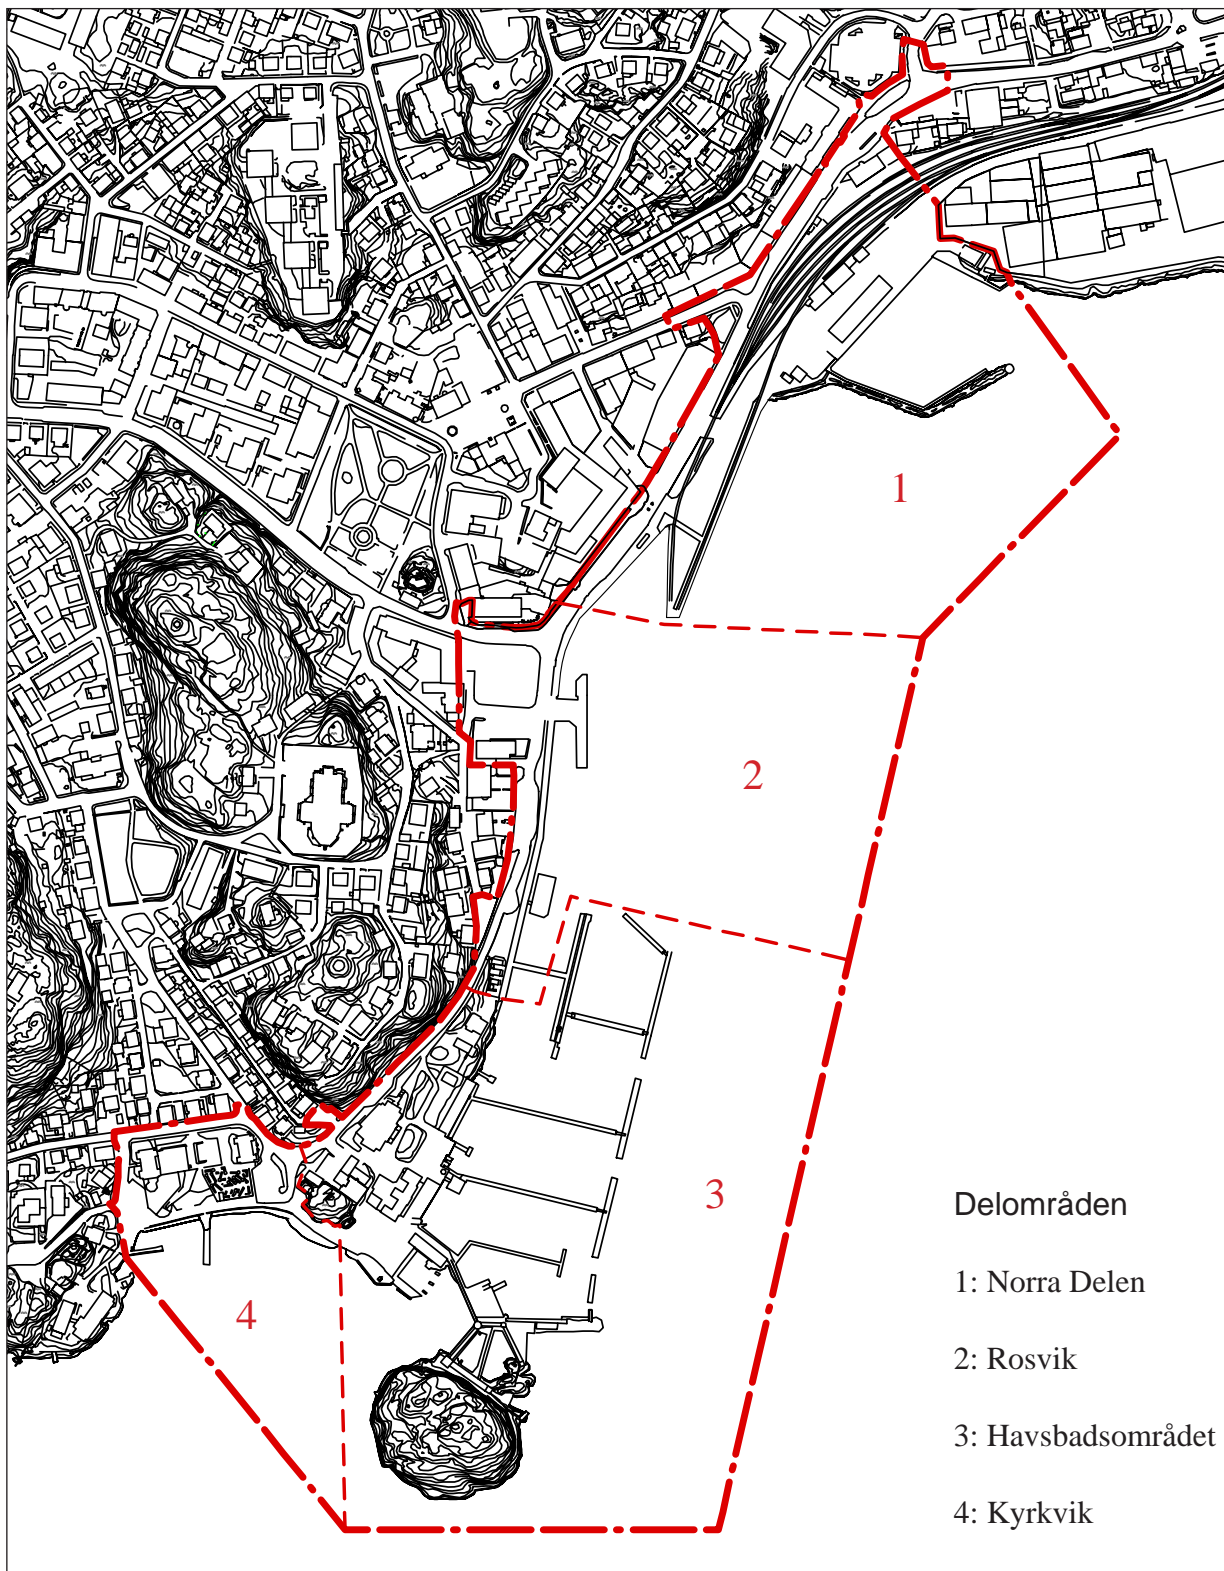 1
2
3
4
Delområden
1: Norra Delen
2: Rosvik
3: Havsbadsområdet
4: Kyrkvik